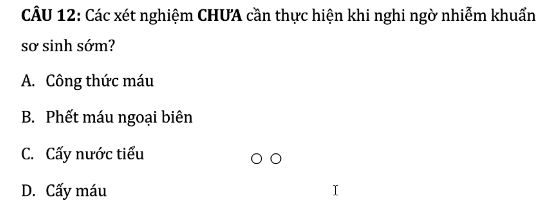 CÂU 12: Các xét nghiệm CHƯA cần thực hiện khi nghi ngờ nhiễm khuẩn
sơ sinh sớm?
A. Công thức máu
B. Phết máu ngoại biên
C. Cấy nước tiểu
D. Cấy máu